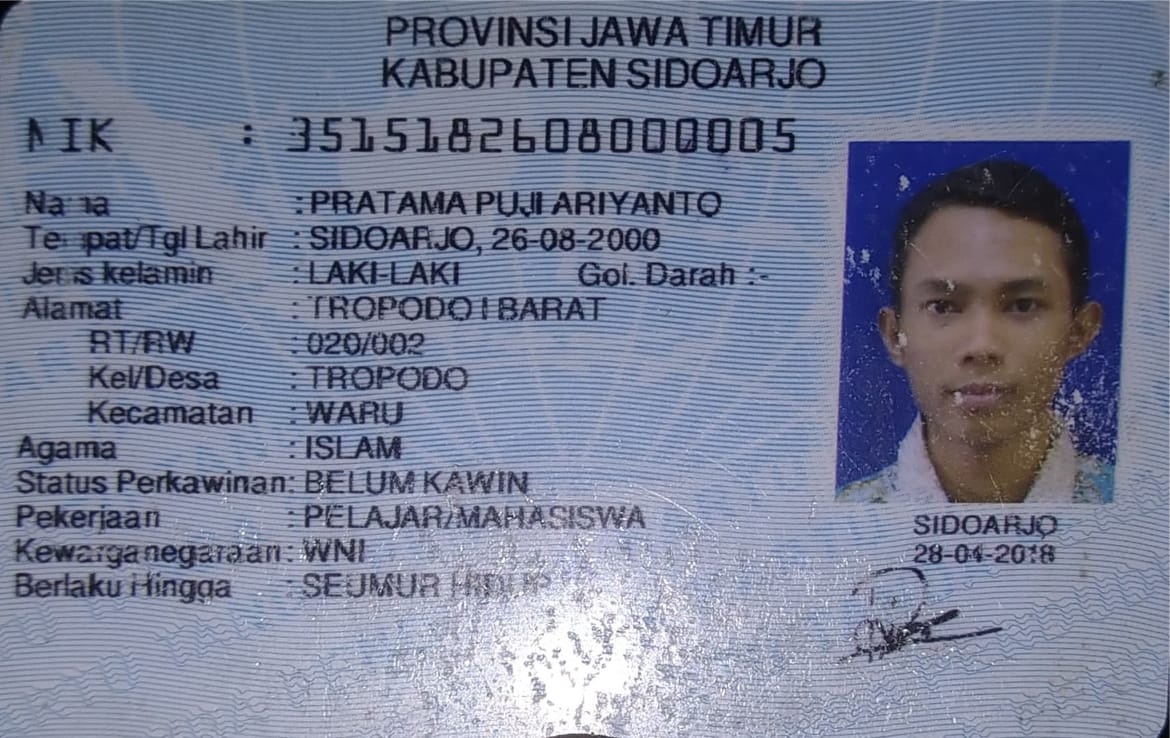 PROVINSI JAWA TIMUR
KABUPATEN SIDOARJO
NIK : 3515182608000005
Nama : PRATAMA PUJI ARIYANTO
Tempat/Tgl Lahir : SIDOARJO, 26-08-2000
Jenis kelamin : LAKI-LAKI Gol. Darah : -
Alamat : TROPODO I BARAT
RT/RW : 020/002
Kel/Desa : TROPODO
Kecamatan : WARU
Agama : ISLAM
Status Perkawinan: BELUM KAWIN
Pekerjaan : PELAJAR/MAHASISWA
Kewarganegaraan: WNI
Berlaku Hingga : SEUMUR HIDUP
SIDOARJO
28-04-2018